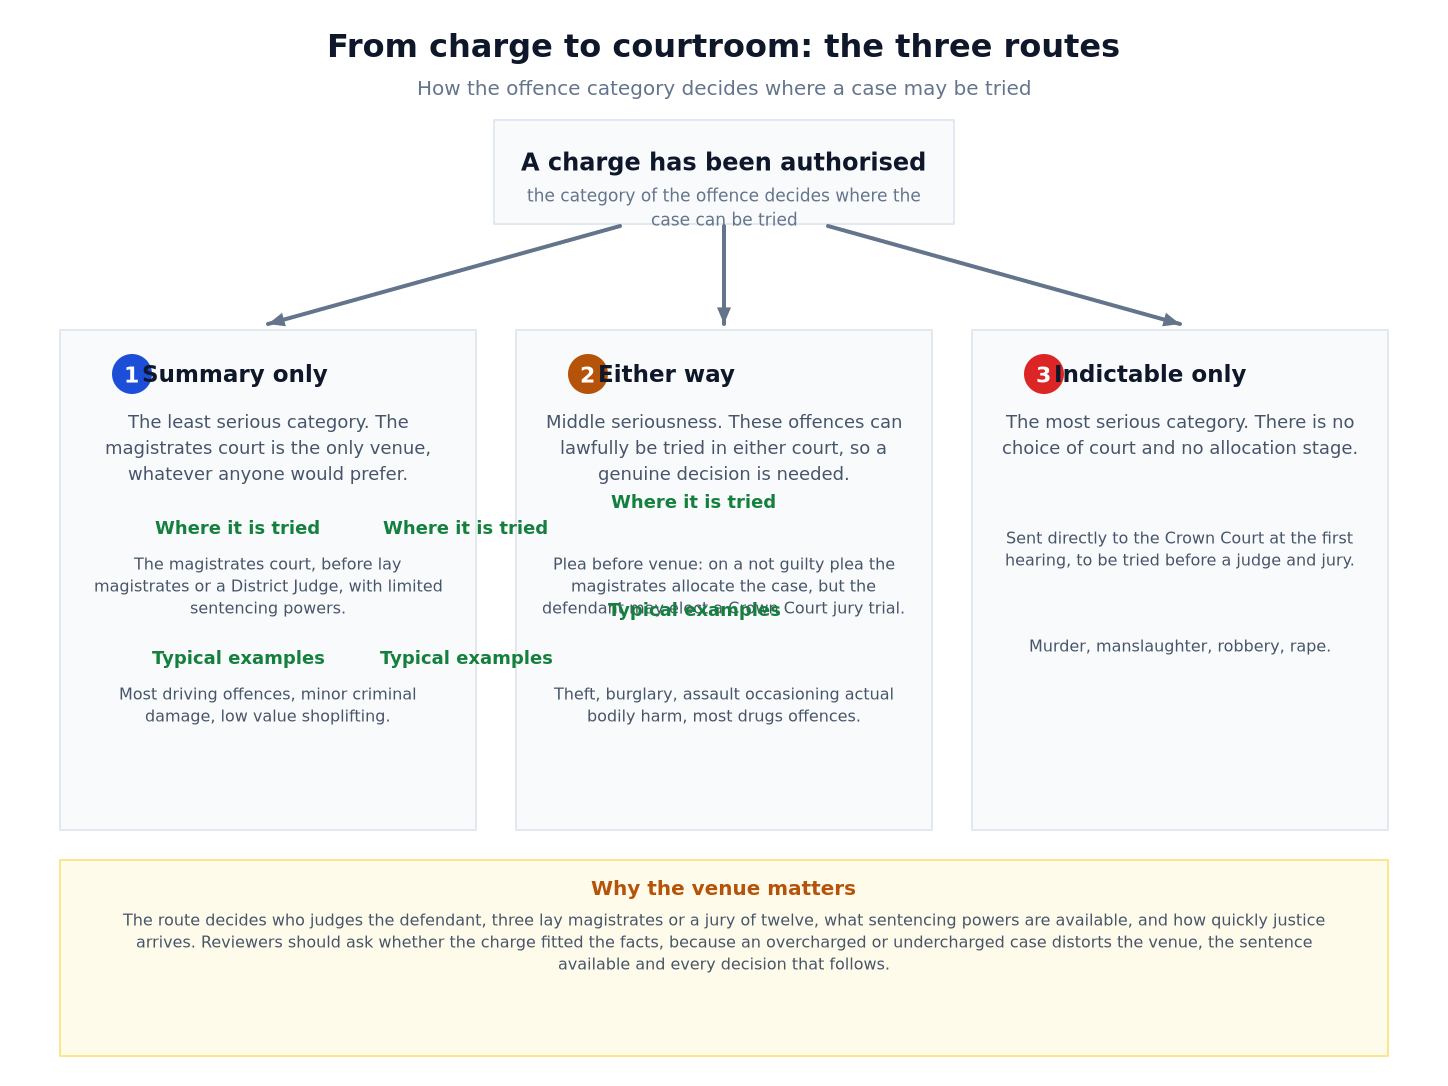 From charge to courtroom: the three routes
How the offence category decides where a case may be tried
A charge has been authorised
the category of the offence decides where the
case can be tried
1 Summary only
The least serious category. The
magistrates court is the only venue,
whatever anyone would prefer.
Where it is tried
The magistrates court, before lay
magistrates or a District Judge, with limited
sentencing powers.
Typical examples
Most driving offences, minor criminal
damage, low value shoplifting.
Where it is tried
Typical examples
2 Either way
Middle seriousness. These offences can
lawfully be tried in either court, so a
genuine decision is needed.
Where it is tried
Plea before venue: on a not guilty plea the
magistrates allocate the case, but the
defendant may elect a Crown Court jury trial.
Typical examples
Theft, burglary, assault occasioning actual
bodily harm, most drugs offences.
3 Indictable only
The most serious category. There is no
choice of court and no allocation stage.
Sent directly to the Crown Court at the first
hearing, to be tried before a judge and jury.
Murder, manslaughter, robbery, rape.
Why the venue matters
The route decides who judges the defendant, three lay magistrates or a jury of twelve, what sentencing powers are available, and how quickly justice
arrives. Reviewers should ask whether the charge fitted the facts, because an overcharged or undercharged case distorts the venue, the sentence
available and every decision that follows.